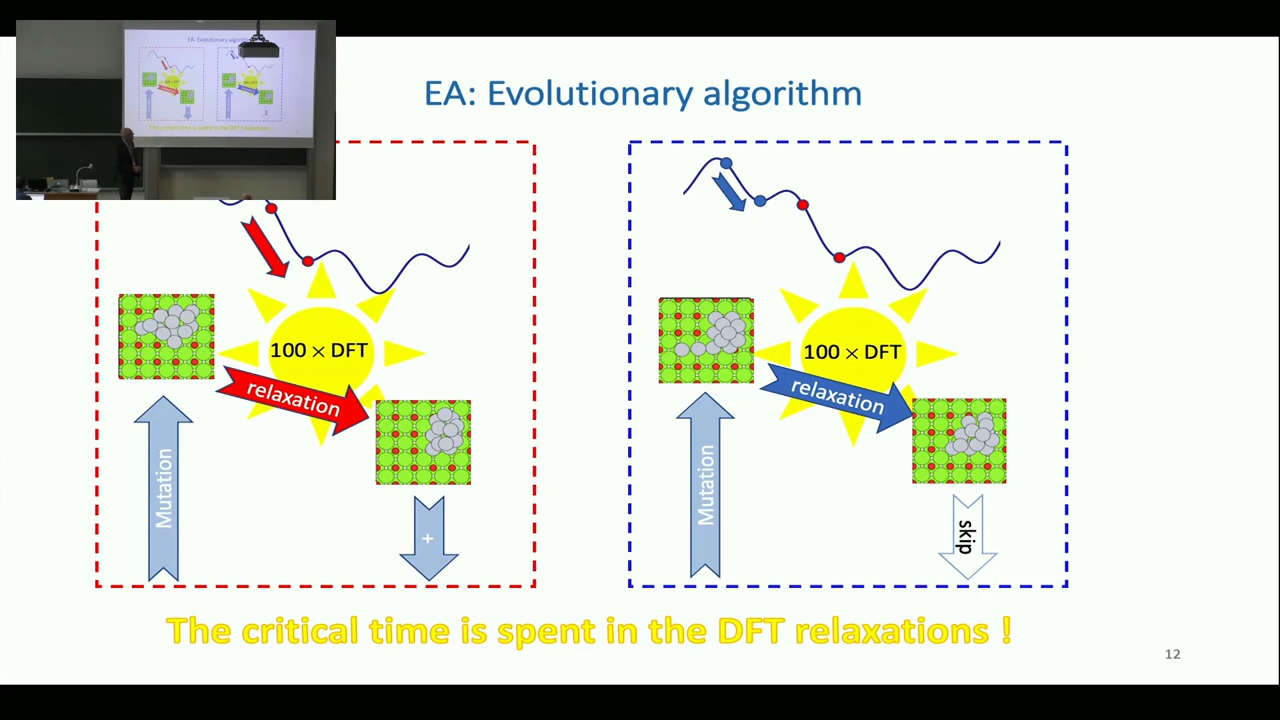 EA: Evolutionary algorithm
100 × DFT
relaxation
Mutation
+
100 × DFT
relaxation
Mutation
skip
The critical time is spent in the DFT relaxations !
12